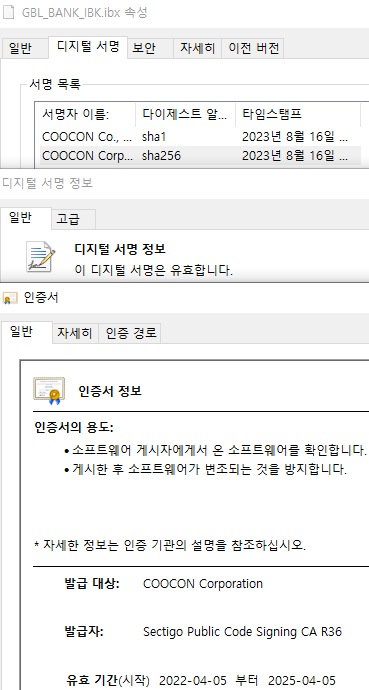 GBL_BANK_IBK.ibx 속성
일반 디지털 서명 보안 자세히 이전 버전
서명 목록
서명자 이름: 다이제스트 알... 타임스탬프
COOCON Co., ... sha1 2023년 8월 16일 ...
COOCON Corp... sha256 2023년 8월 16일 ...
디지털 서명 정보
일반 고급
디지털 서명 정보
이 디지털 서명은 유효합니다.
인증서
일반 자세히 인증 경로
인증서 정보
인증서의 용도:
• 소프트웨어 게시자에게서 온 소프트웨어를 확인합니다.
• 게시한 후 소프트웨어가 변조되는 것을 방지합니다.
* 자세한 정보는 인증 기관의 설명을 참조하십시오.
발급 대상: COOCON Corporation
발급자: Sectigo Public Code Signing CA R36
유효 기간(시작) 2022-04-05 부터 2025-04-05